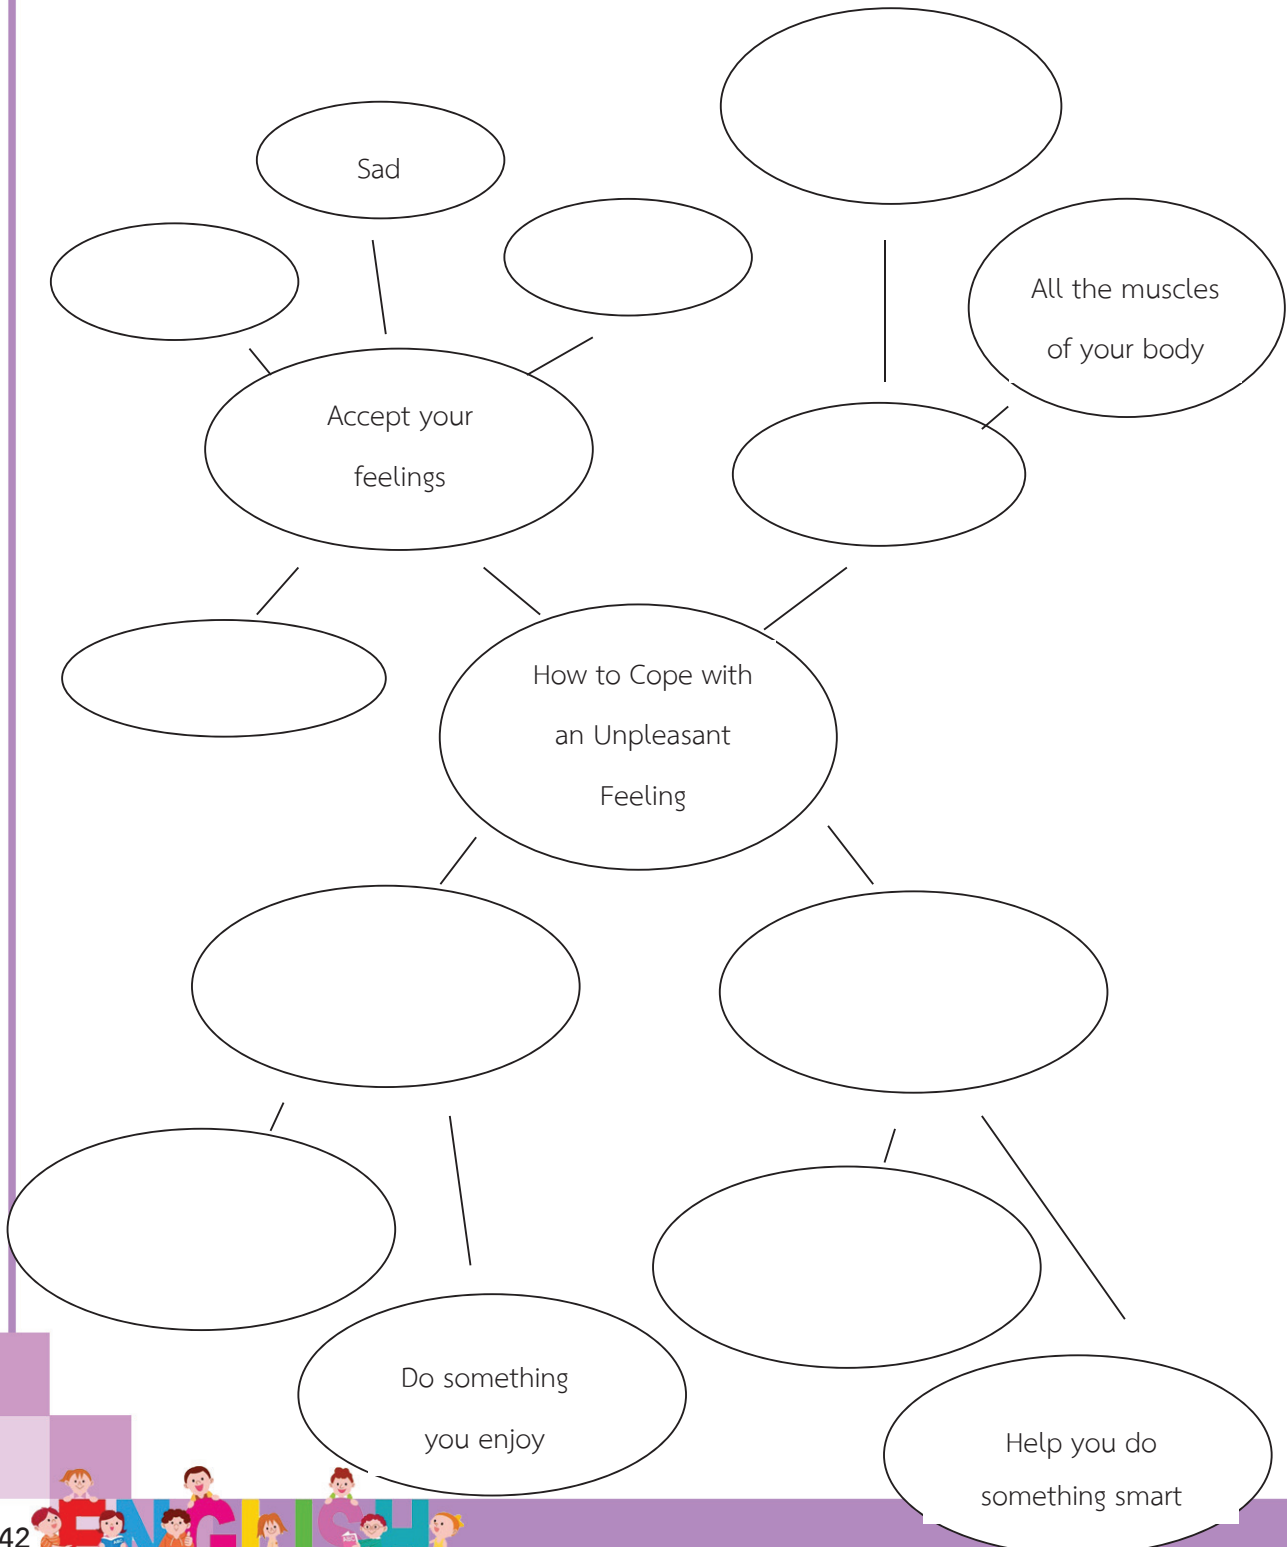 Sad
All the muscles
of your body
Accept your
feelings
How to Cope with
an Unpleasant
Feeling
Do something
you enjoy
Help you do
something smart
42
ENGLISH